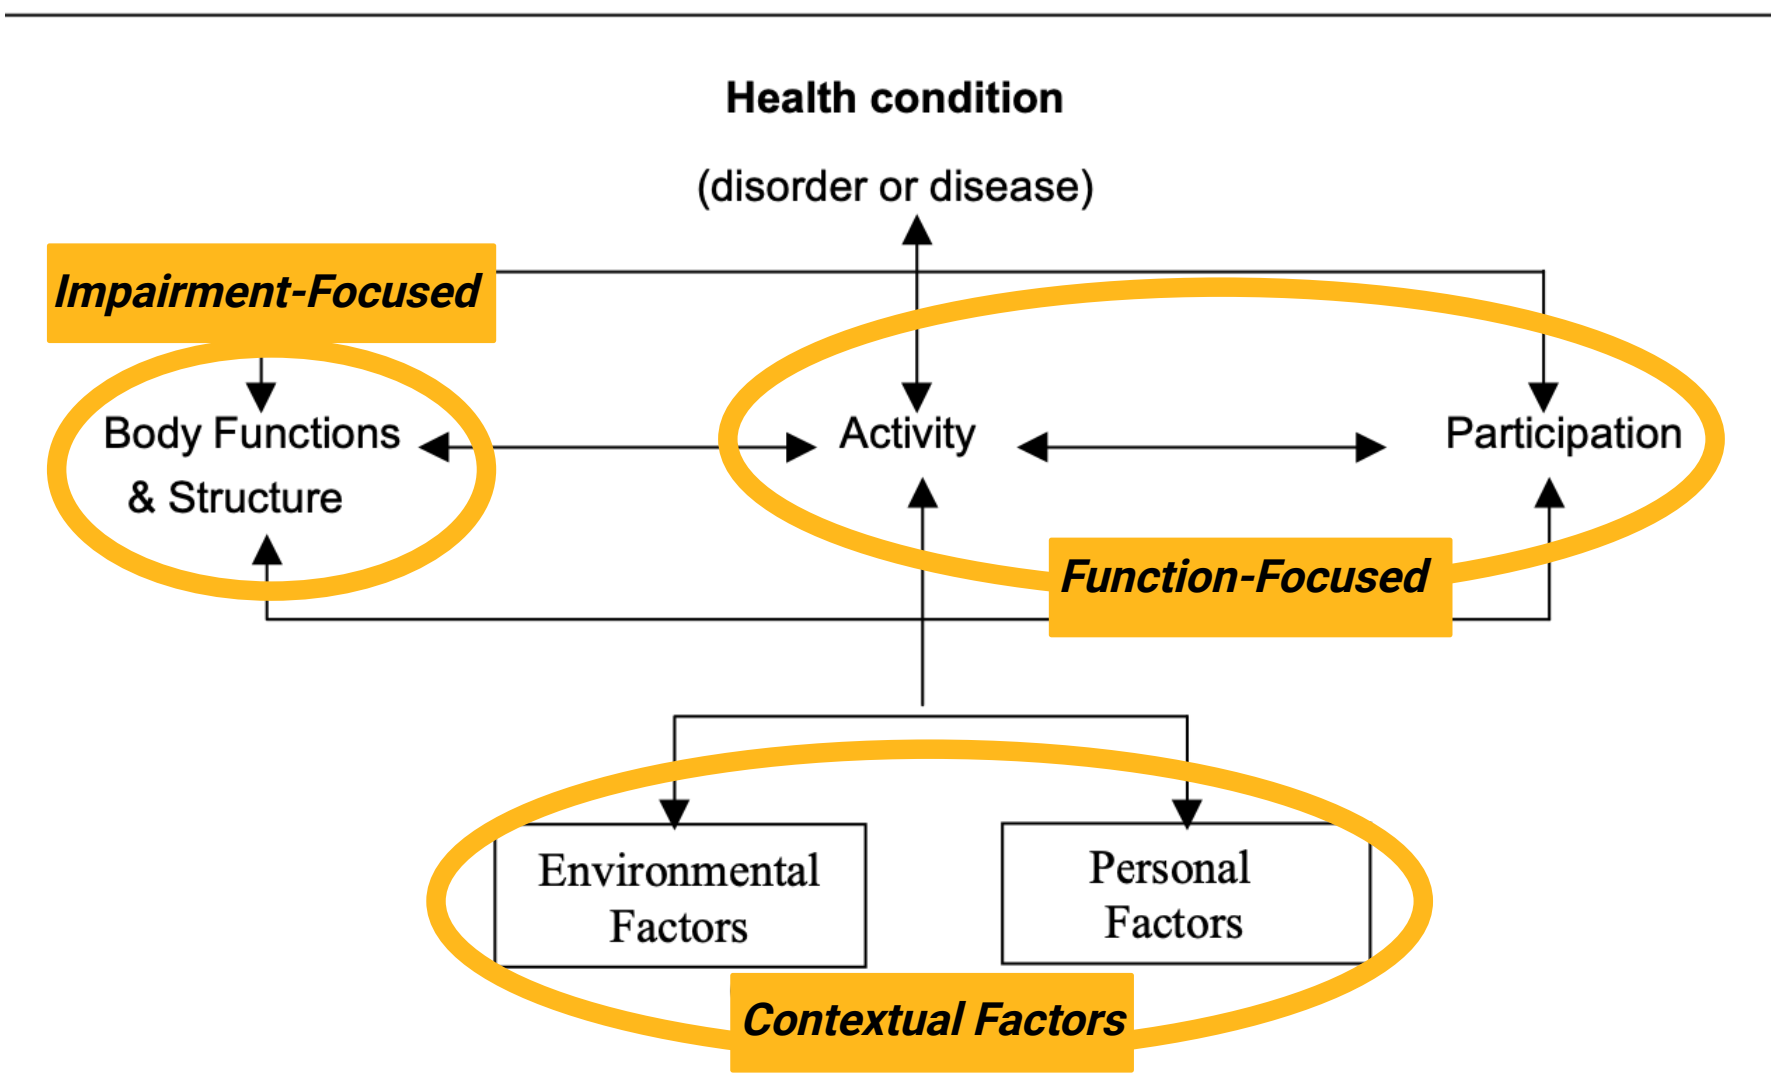 Health condition
(disorder or disease)
Impairment-Focused
Body Functions
& Structure
Activity
Participation
Function-Focused
Environmental
Factors
Personal
Factors
Contextual Factors